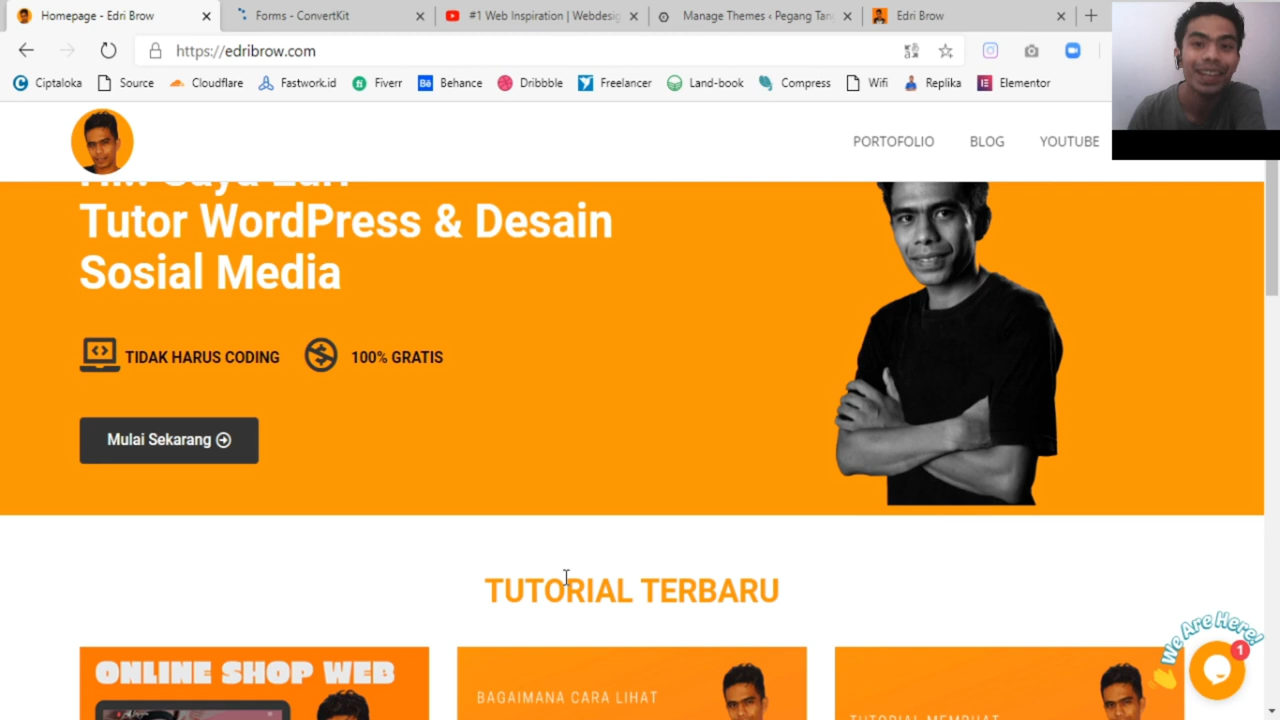 Homepage - Edri Brow
Forms - ConvertKit
#1 Web Inspiration | Webdesig
Manage Themes ‹ Pegang Tan
Edri Brow
https://edribrow.com
Ciptaloka
Source
Cloudflare
Fastwork.id
Fiverr
Bē Behance
Dribbble
Freelancer
Land-book
Compress
Wifi
Replika
Elementor
PORTOFOLIO
BLOG
YOUTUBE
Tutor WordPress & Desain
Sosial Media
TIDAK HARUS CODING
100% GRATIS
Mulai Sekarang
TUTORIAL TERBARU
We Are Here!
1
ONLINE SHOP WEB
BAGAIMANA CARA LIHAT
TUTORIAL MEMBUAT